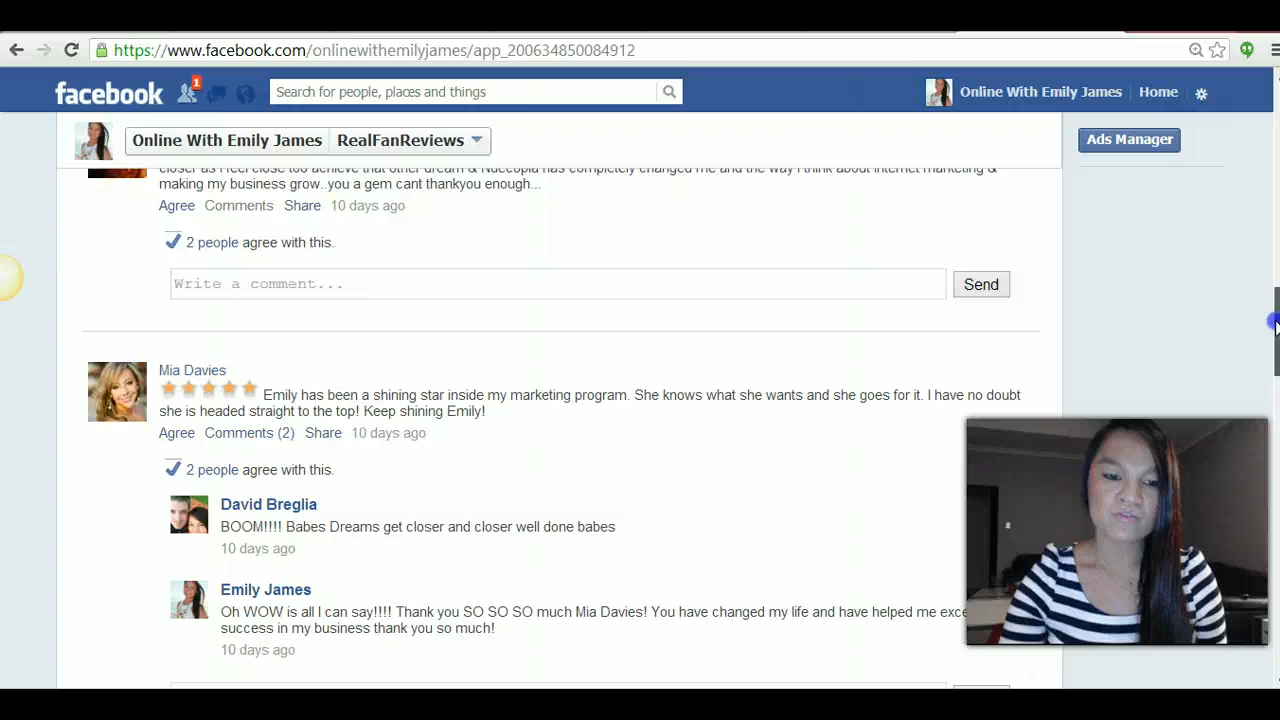 https://www.facebook.com/onlinewithemilyjames/app_200634850084912
facebook 1 Search for people, places and things Online With Emily James Home
Online With Emily James RealFanReviews Ads Manager
closer as I feel close too achieve that other dream & Nucopia has completely changed me and the way I think about internet marketing &
making my business grow..you a gem cant thankyou enough...
Agree Comments Share 10 days ago
2 people agree with this.
Write a comment... Send
Mia Davies
Emily has been a shining star inside my marketing program. She knows what she wants and she goes for it. I have no doubt
she is headed straight to the top! Keep shining Emily!
Agree Comments (2) Share 10 days ago
2 people agree with this.
David Breglia
BOOM!!!! Babes Dreams get closer and closer well done babes
10 days ago
Emily James
Oh WOW is all I can say!!!! Thank you SO SO SO much Mia Davies! You have changed my life and have helped me exce
success in my business thank you so much!
10 days ago